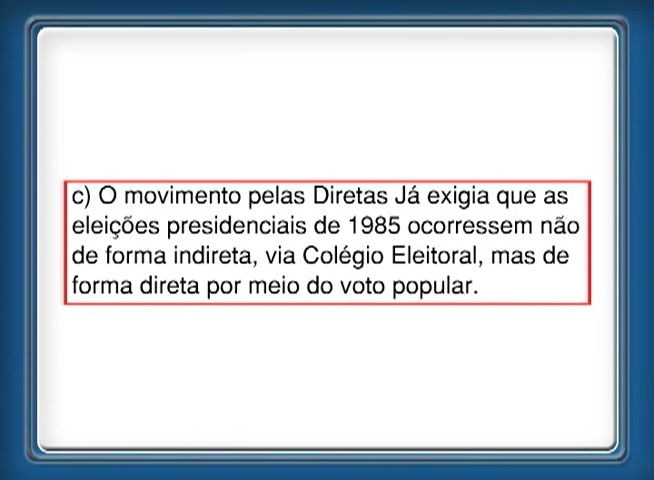 c) O movimento pelas Diretas Já exigia que as
eleições presidenciais de 1985 ocorressem não
de forma indireta, via Colégio Eleitoral, mas de
forma direta por meio do voto popular.